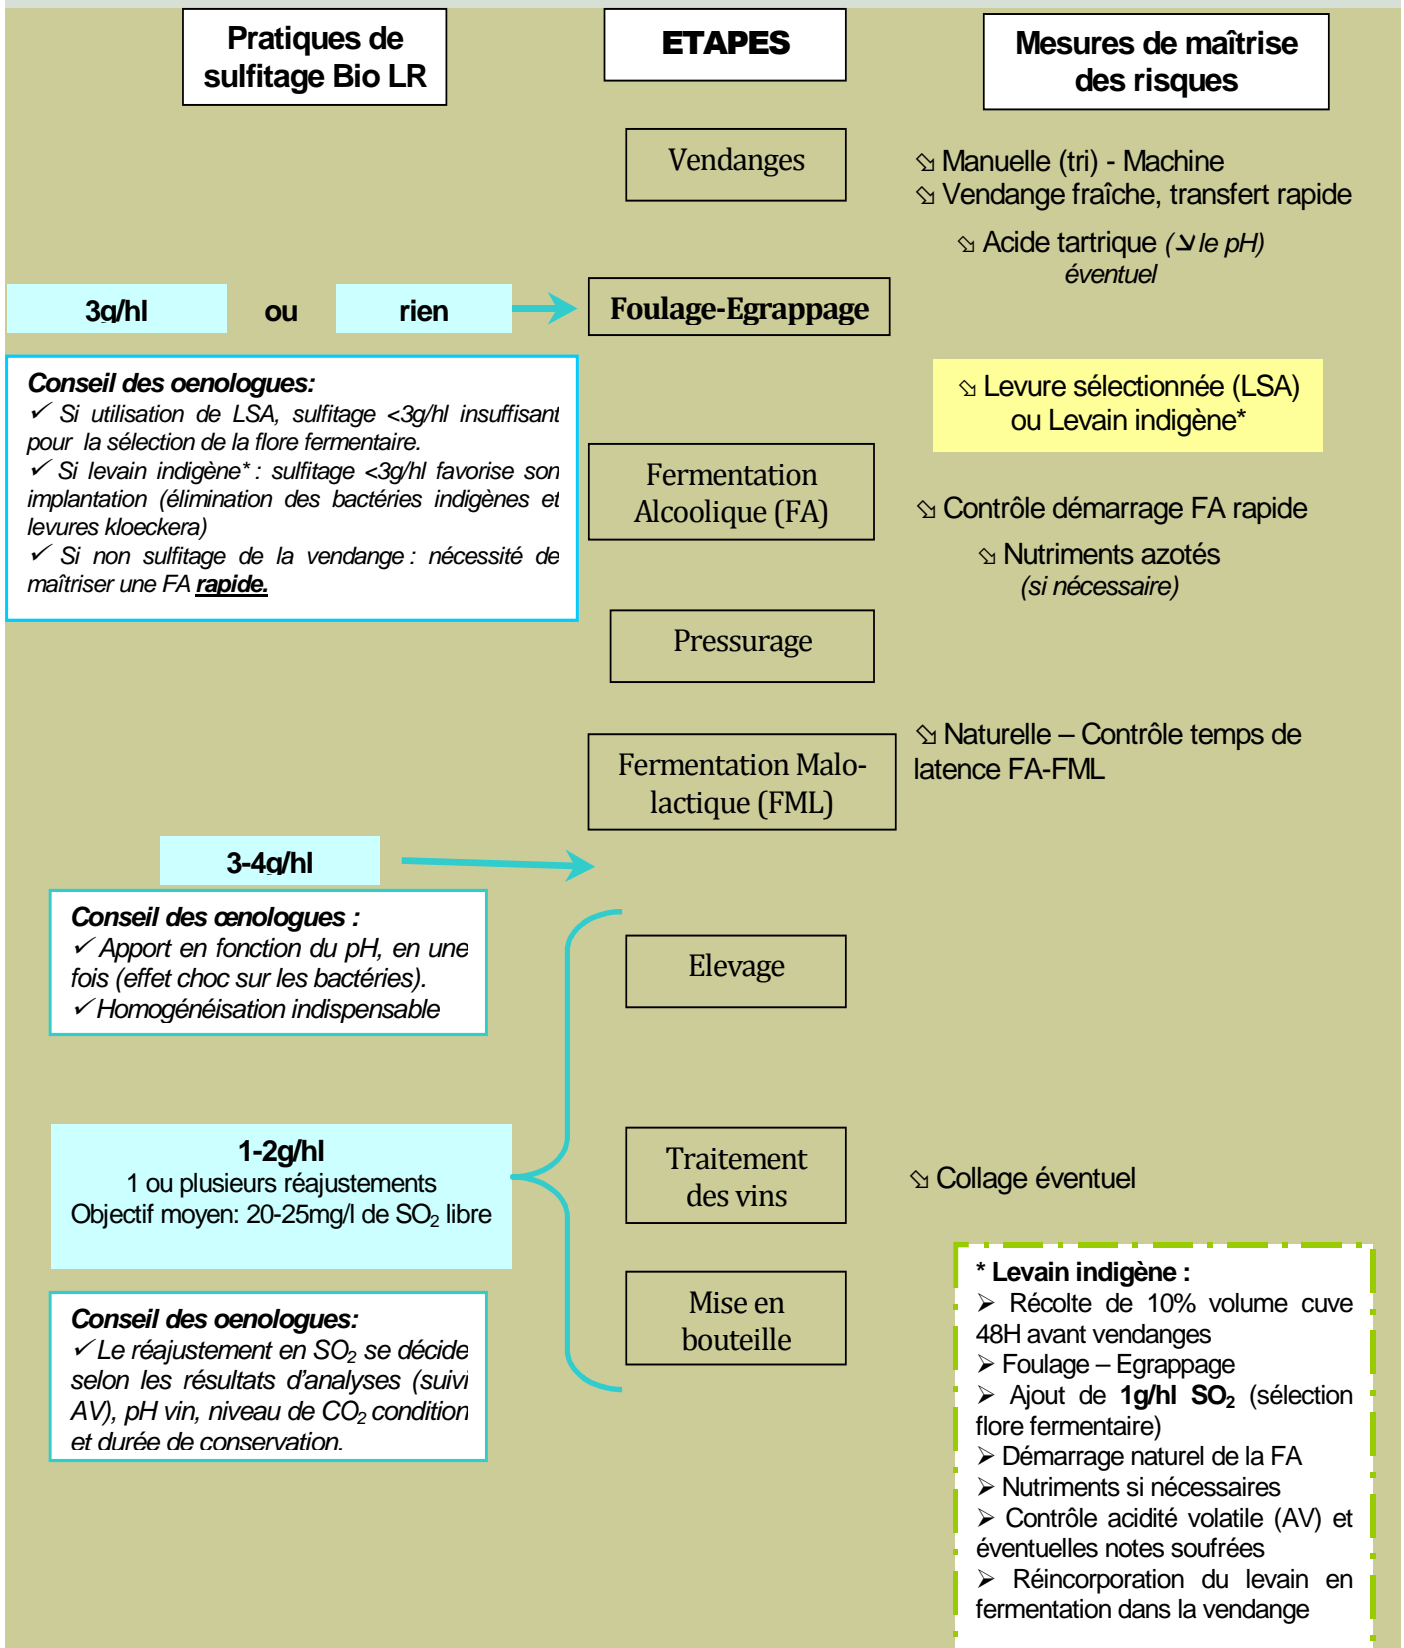 Pratiques de
sulfitage Bio LR
ETAPES
Mesures de maîtrise
des risques
Vendanges
⬂ Manuelle (tri) - Machine
⬂ Vendange fraîche, transfert rapide
⬂ Acide tartrique (↘ le pH)
éventuel
3g/hl ou rien
Foulage-Egrappage
Conseil des oenologues:
✓ Si utilisation de LSA, sulfitage <3g/hl insuffisant
pour la sélection de la flore fermentaire.
✓ Si levain indigène* : sulfitage <3g/hl favorise son
implantation (élimination des bactéries indigènes et
levures kloeckera)
✓ Si non sulfitage de la vendange : nécessité de
maîtriser une FA rapide.
⬂ Levure sélectionnée (LSA)
ou Levain indigène*
Fermentation
Alcoolique (FA)
⬂ Contrôle démarrage FA rapide
⬂ Nutriments azotés
(si nécessaire)
Pressurage
Fermentation Malo-
lactique (FML)
⬂ Naturelle – Contrôle temps de
latence FA-FML
3-4g/hl
Conseil des œnologues :
✓ Apport en fonction du pH, en une
fois (effet choc sur les bactéries).
✓ Homogénéisation indispensable
Elevage
1-2g/hl
1 ou plusieurs réajustements
Objectif moyen: 20-25mg/l de SO₂ libre
Traitement
des vins
⬂ Collage éventuel
Conseil des oenologues:
✓ Le réajustement en SO₂ se décide
selon les résultats d'analyses (suivi
AV), pH vin, niveau de CO₂ condition
et durée de conservation.
Mise en
bouteille
* Levain indigène :
➢ Récolte de 10% volume cuve
48H avant vendanges
➢ Foulage – Egrappage
➢ Ajout de 1g/hl SO₂ (sélection
flore fermentaire)
➢ Démarrage naturel de la FA
➢ Nutriments si nécessaires
➢ Contrôle acidité volatile (AV) et
éventuelles notes soufrées
➢ Réincorporation du levain en
fermentation dans la vendange